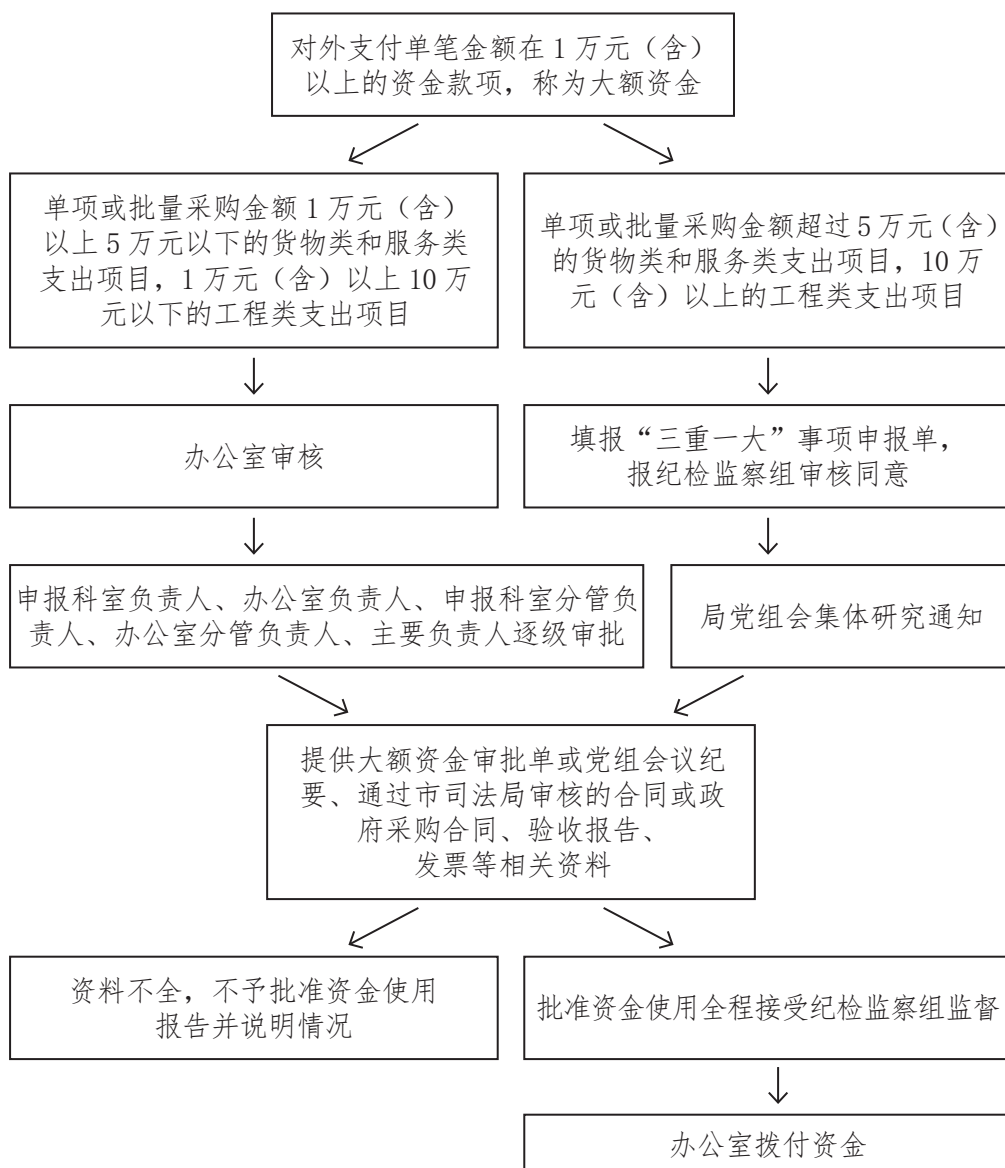 对外支付单笔金额在1万元（含）
以上的资金款项，称为大额资金
单项或批量采购金额1万元（含）
以上5万元以下的货物类和服务类
支出项目，1万元（含）以上10万
元以下的工程类支出项目
单项或批量采购金额超过5万元（含）
的货物类和服务类支出项目，10万
元（含）以上的工程类支出项目
办公室审核
填报“三重一大”事项申报单，
报纪检监察组审核同意
申报科室负责人、办公室负责人、申报科室分管负
责人、办公室分管负责人、主要负责人逐级审批
局党组会集体研究通知
提供大额资金审批单或党组会议纪
要、通过市司法局审核的合同或政
府采购合同、验收报告、
发票等相关资料
资料不全，不予批准资金使用
报告并说明情况
批准资金使用全程接受纪检监察组监督
办公室拨付资金